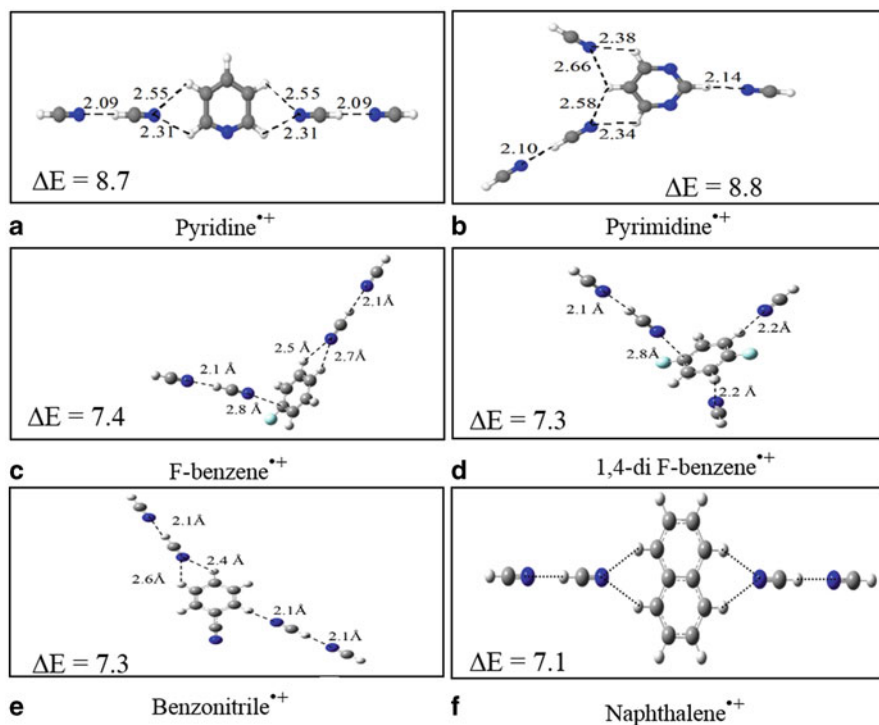 2.09 2.55 2.55 2.09
2.31 2.31
ΔE = 8.7
a Pyridine•+
2.38
2.66
2.14
2.58
2.34
2.10
ΔE = 8.8
b Pyrimidine•+
2.1Å
2.5 Å
2.7Å
2.1 Å
2.8 Å
ΔE = 7.4
c F-benzene•+
2.1 Å
2.2Å
2.8Å
2.2 Å
ΔE = 7.3
d 1,4-di F-benzene•+
2.1Å
2.4 Å
2.6Å
2.1Å
2.1Å
ΔE = 7.3
e Benzonitrile•+
ΔE = 7.1
f Naphthalene•+